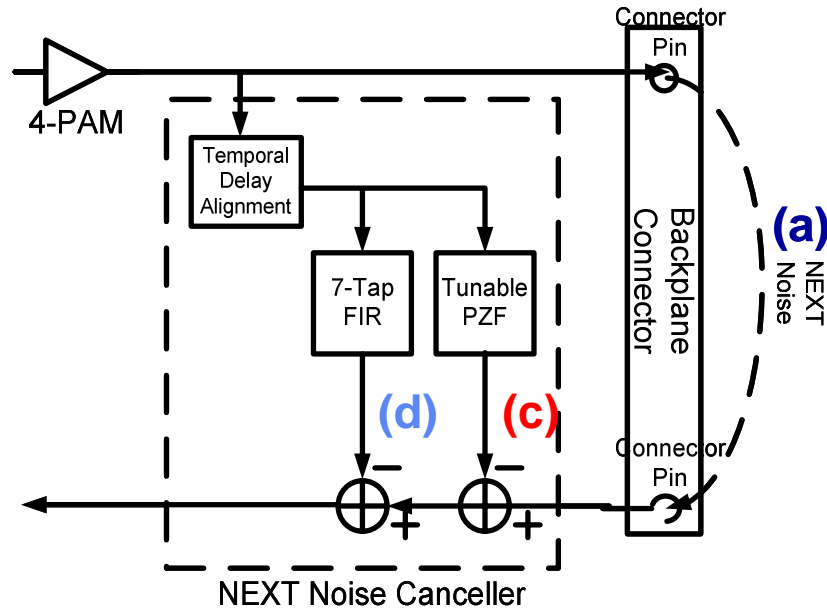 Connector
Pin
4-PAM
Temporal
Delay
Alignment
7-Tap
FIR
Tunable
PZF
Backplane
Connector
(a)
NEXT
Noise
(d)
(c)
Connector
Pin
−
−
+
+
NEXT Noise Canceller